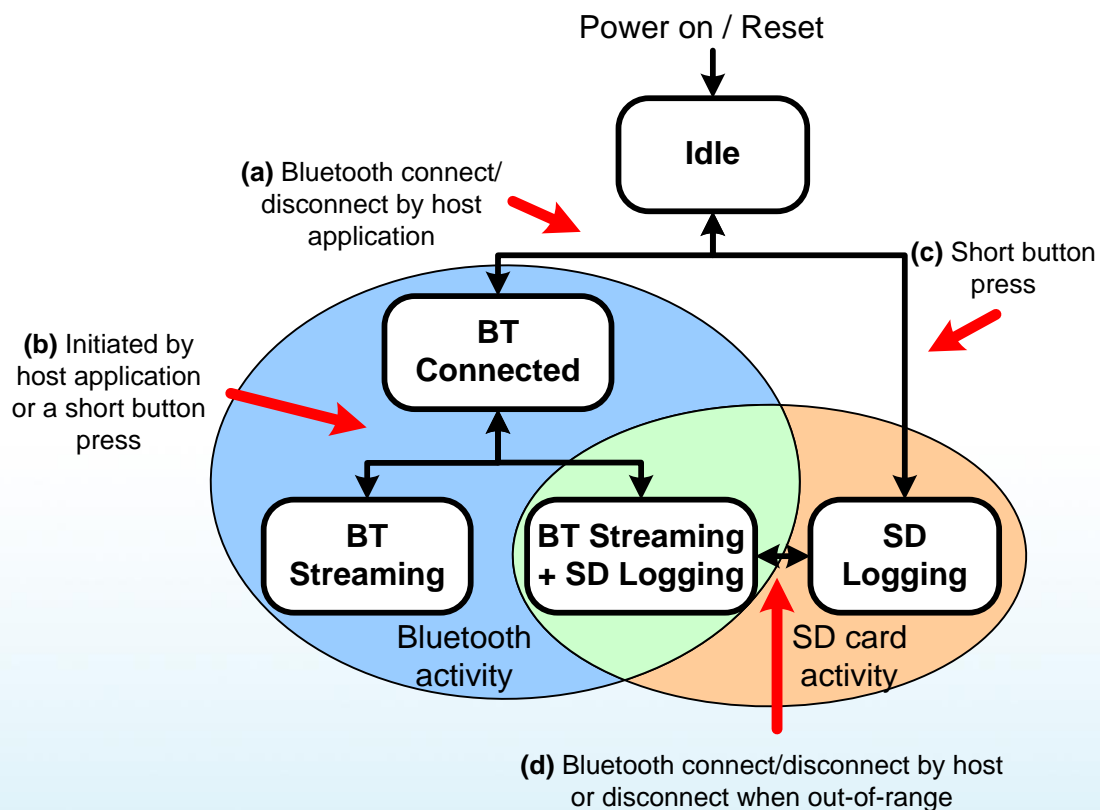 Power on / Reset
Idle
(a) Bluetooth connect/
disconnect by host
application
(c) Short button
press
BT
Connected
(b) Initiated by
host application
or a short button
press
BT
Streaming
BT Streaming
+ SD Logging
SD
Logging
Bluetooth
activity
SD card
activity
(d) Bluetooth connect/disconnect by host
or disconnect when out-of-range